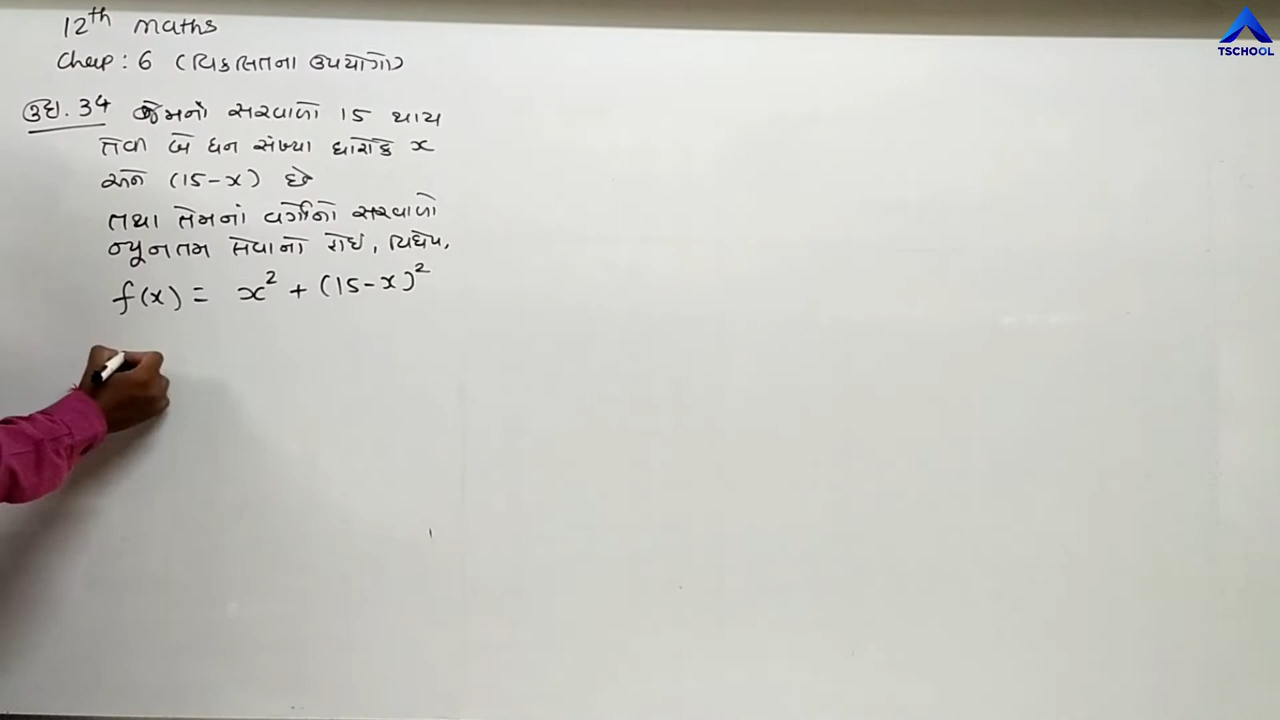 12th maths
Chap : 6 (વિકલિતના ઉપયોગો)
ઉદા. 34 જેમનો સરવાળો 15 થાય
તેવી બે ધન સંખ્યા ધારોકે x
અને (15-x) છે
તથા તેમનાં વર્ગોનો સરવાળો
ન્યૂનતમ લેવાનો હોઈ, વિધેય,
f(x) = x² + (15-x)²
TSCHOOL